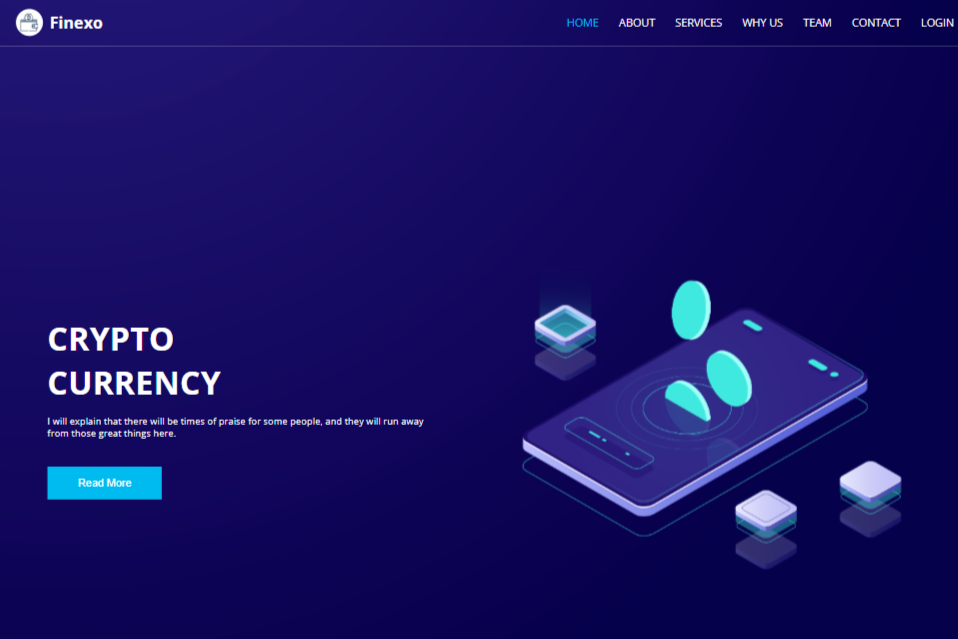 Finexo
HOME ABOUT SERVICES WHY US TEAM CONTACT LOGIN
CRYPTO
CURRENCY
I will explain that there will be times of praise for some people, and they will run away
from those great things here.
Read More